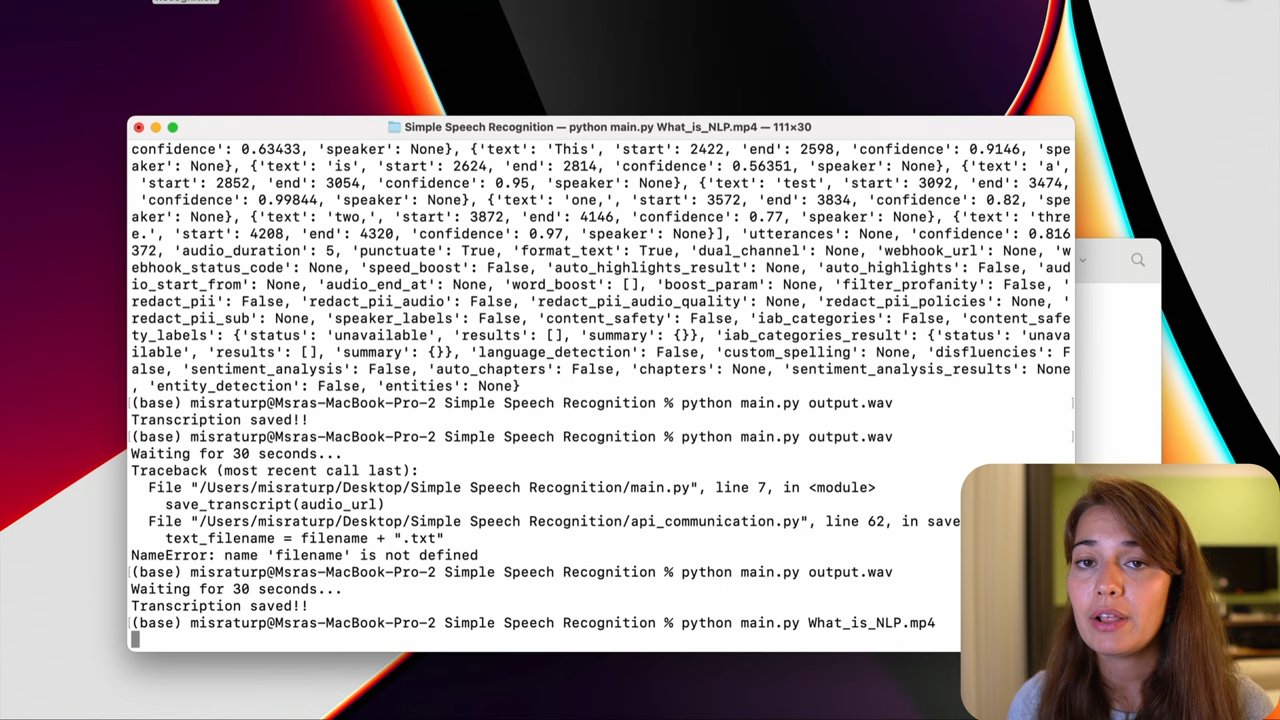 Recognition
Simple Speech Recognition — python main.py What_is_NLP.mp4 — 111×30
confidence': 0.63433, 'speaker': None}, {'text': 'This', 'start': 2422, 'end': 2598, 'confidence': 0.9146, 'spe
aker': None}, {'text': 'is', 'start': 2624, 'end': 2814, 'confidence': 0.56351, 'speaker': None}, {'text': 'a',
 'start': 2852, 'end': 3054, 'confidence': 0.95, 'speaker': None}, {'text': 'test', 'start': 3092, 'end': 3474,
 'confidence': 0.99844, 'speaker': None}, {'text': 'one,', 'start': 3572, 'end': 3834, 'confidence': 0.82, 'spe
aker': None}, {'text': 'two,', 'start': 3872, 'end': 4146, 'confidence': 0.77, 'speaker': None}, {'text': 'thre
e.', 'start': 4208, 'end': 4320, 'confidence': 0.97, 'speaker': None}], 'utterances': None, 'confidence': 0.816
372, 'audio_duration': 5, 'punctuate': True, 'format_text': True, 'dual_channel': None, 'webhook_url': None, 'w
ebhook_status_code': None, 'speed_boost': False, 'auto_highlights_result': None, 'auto_highlights': False, 'aud
io_start_from': None, 'audio_end_at': None, 'word_boost': [], 'boost_param': None, 'filter_profanity': False, '
redact_pii': False, 'redact_pii_audio': False, 'redact_pii_audio_quality': None, 'redact_pii_policies': None, '
redact_pii_sub': None, 'speaker_labels': False, 'content_safety': False, 'iab_categories': False, 'content_safe
ty_labels': {'status': 'unavailable', 'results': [], 'summary': {}}, 'iab_categories_result': {'status': 'unava
ilable', 'results': [], 'summary': {}}, 'language_detection': False, 'custom_spelling': None, 'disfluencies': F
alse, 'sentiment_analysis': False, 'auto_chapters': False, 'chapters': None, 'sentiment_analysis_results': None
, 'entity_detection': False, 'entities': None}
[(base) misraturp@Msras-MacBook-Pro-2 Simple Speech Recognition % python main.py output.wav ]
Transcription saved!!
[(base) misraturp@Msras-MacBook-Pro-2 Simple Speech Recognition % python main.py output.wav ]
Waiting for 30 seconds...
Traceback (most recent call last):
  File "/Users/misraturp/Desktop/Simple Speech Recognition/main.py", line 7, in <module>
    save_transcript(audio_url)
  File "/Users/misraturp/Desktop/Simple Speech Recognition/api_communication.py", line 62, in save
    text_filename = filename + ".txt"
NameError: name 'filename' is not defined
[(base) misraturp@Msras-MacBook-Pro-2 Simple Speech Recognition % python main.py output.wav
Waiting for 30 seconds...
Transcription saved!!
[(base) misraturp@Msras-MacBook-Pro-2 Simple Speech Recognition % python main.py What_is_NLP.mp4